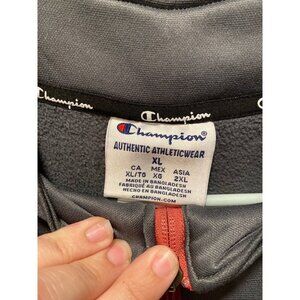 Champion
Champion
AUTHENTIC ATHLETICWEAR
XL
CA MEX ASIA
XL/TG XG 2XL
MADE IN BANGLADESH
FABRIQUÉ AU BANGLADESH
HECHO EN BANGLADESH
CHAMPION.COM